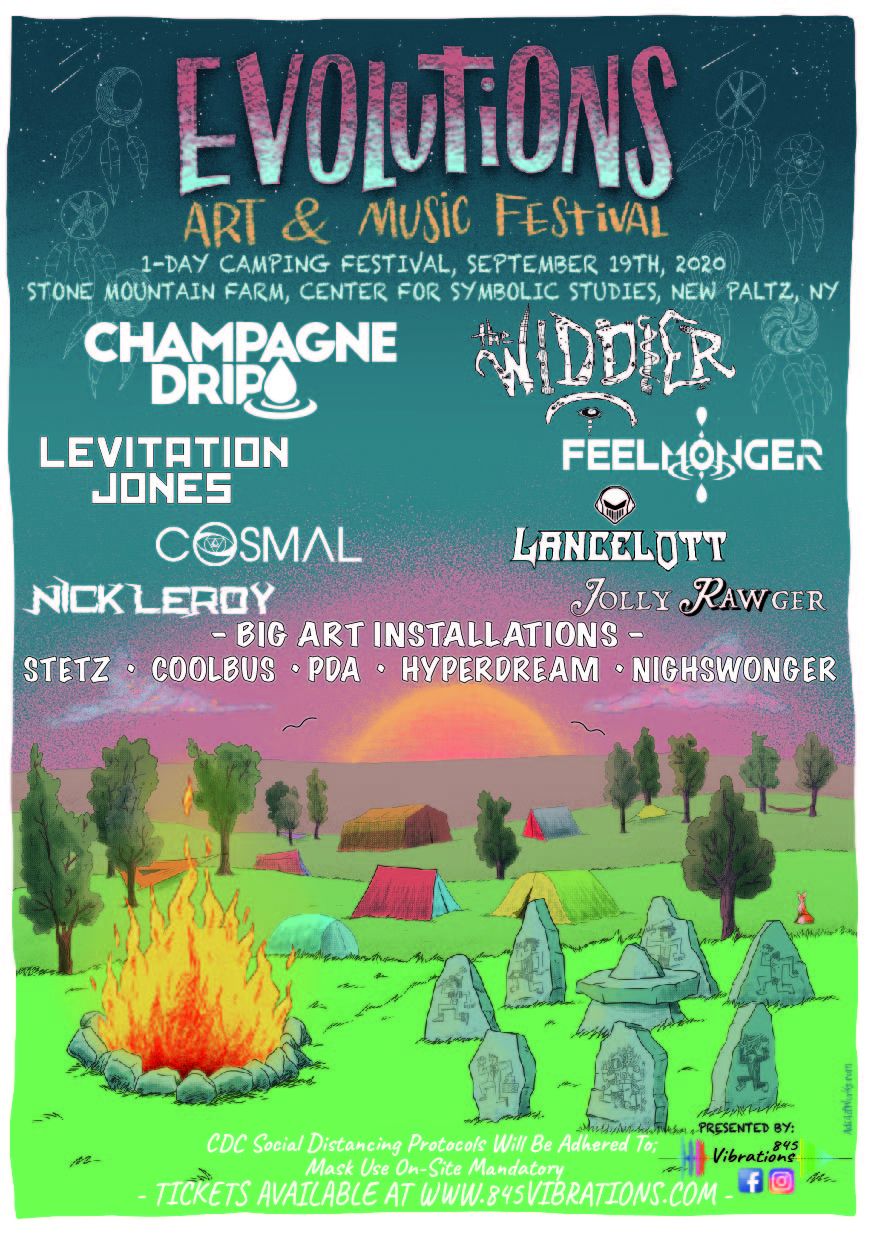 EVOLUTiONS
ART & MUSiC FESTiVAL
1-DAY CAMPING FESTIVAL, SEPTEMBER 19TH, 2020
STONE MOUNTAIN FARM, CENTER FOR SYMBOLIC STUDIES, NEW PALTZ, NY
CHAMPAGNE
DRIP
the WIDDLER
LEVITATION
JONES
FEELMONGER
COSMAL
LANCELOTT
NICK LEROY
JOLLY RAWGER
- BIG ART INSTALLATIONS -
STETZ · COOLBUS · PDA · HYPERDREAM · NIGHSWONGER
CDC Social Distancing Protocols Will Be Adhered To;
Mask Use On-Site Mandatory
- TICKETS AVAILABLE AT WWW.845VIBRATIONS.COM -
PRESENTED BY:
845
Vibrations